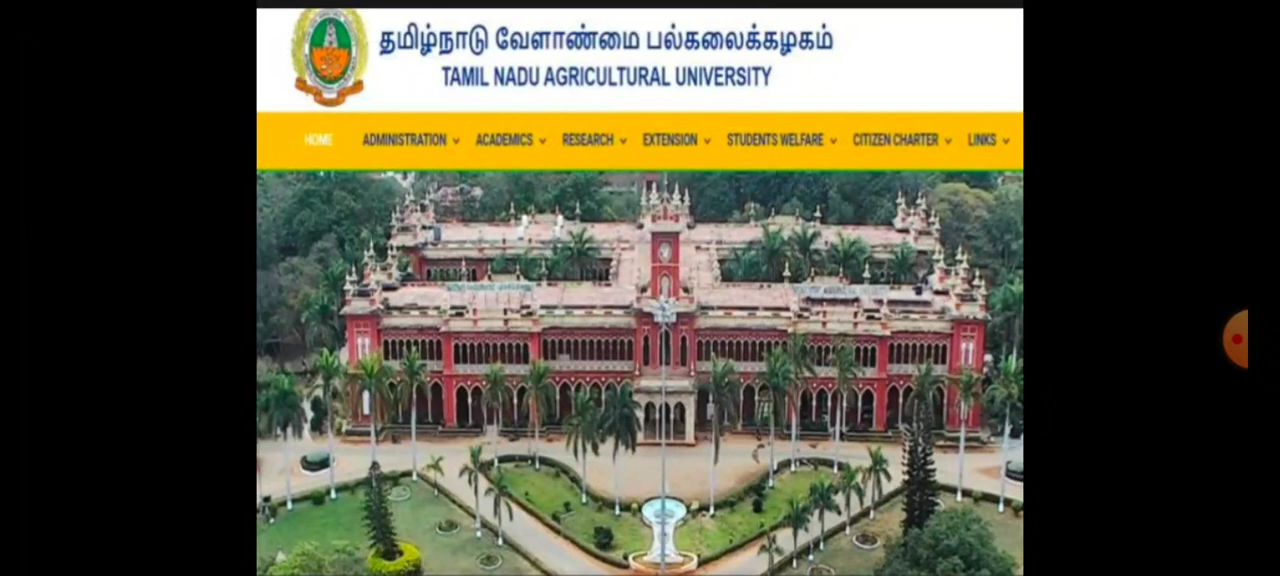 தமிழ்நாடு வேளாண்மை பல்கலைக்கழகம்
TAMIL NADU AGRICULTURAL UNIVERSITY
HOME ADMINISTRATION ACADEMICS RESEARCH EXTENSION STUDENTS WELFARE CITIZEN CHARTER LINKS